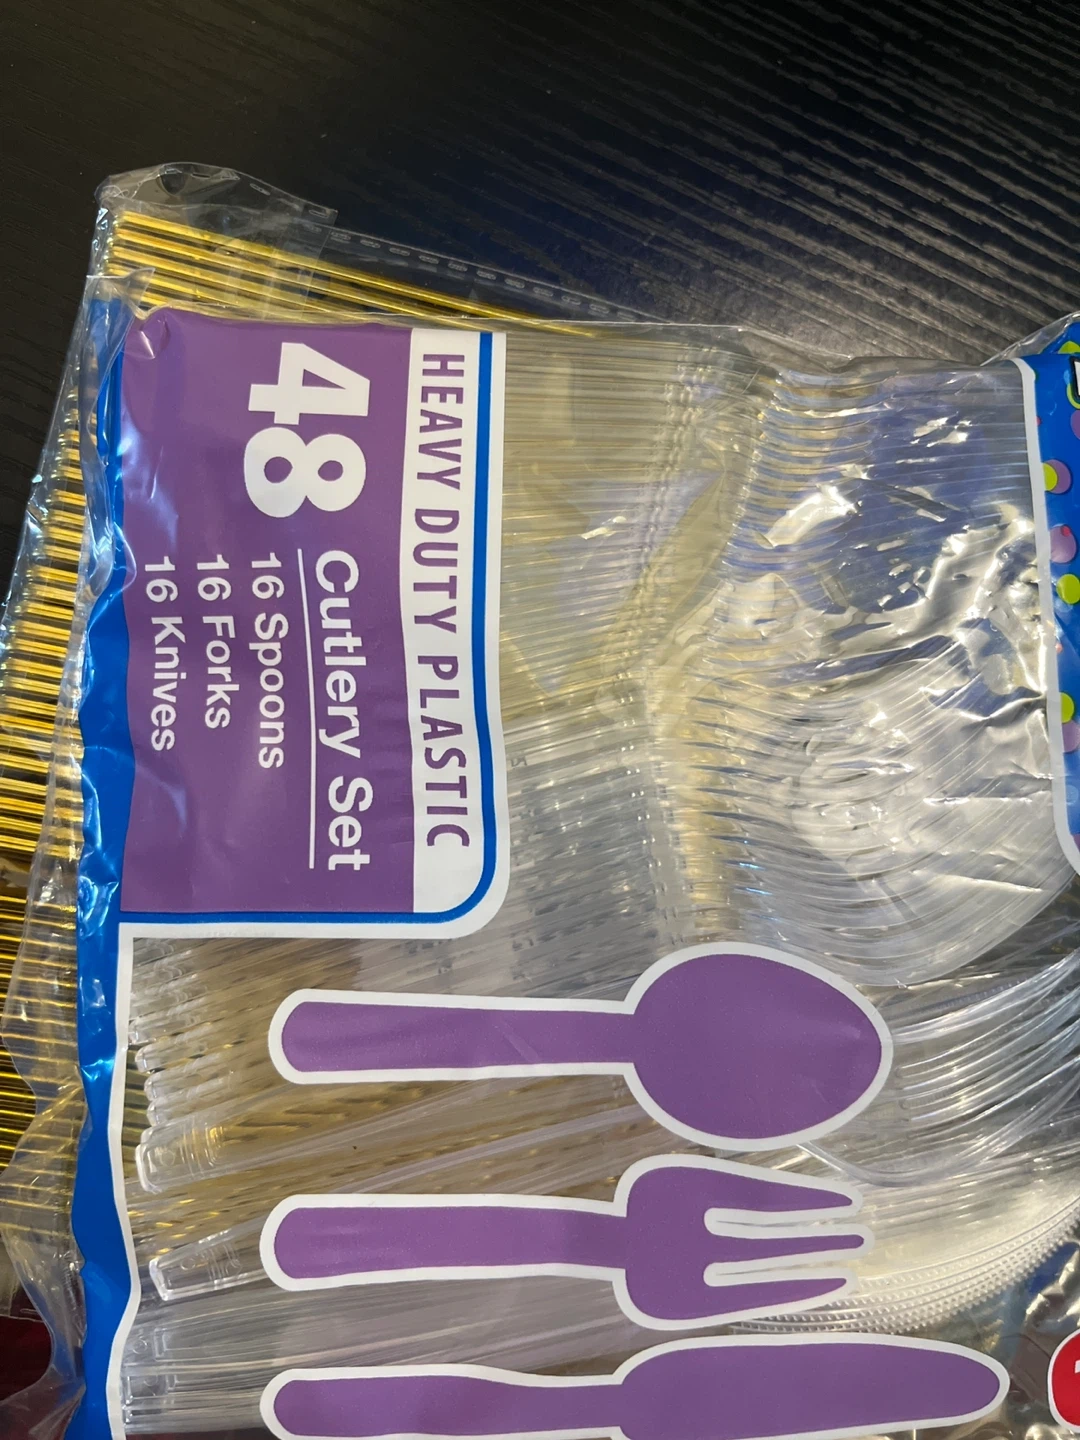 HEAVY DUTY PLASTIC
48 Cutlery Set
16 Spoons
16 Forks
16 Knives